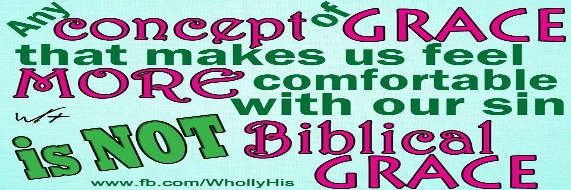 Any concept of GRACE
that makes us feel
MORE comfortable
with our sin
is NOT Biblical
GRACE
www.fb.com/WhollyHis